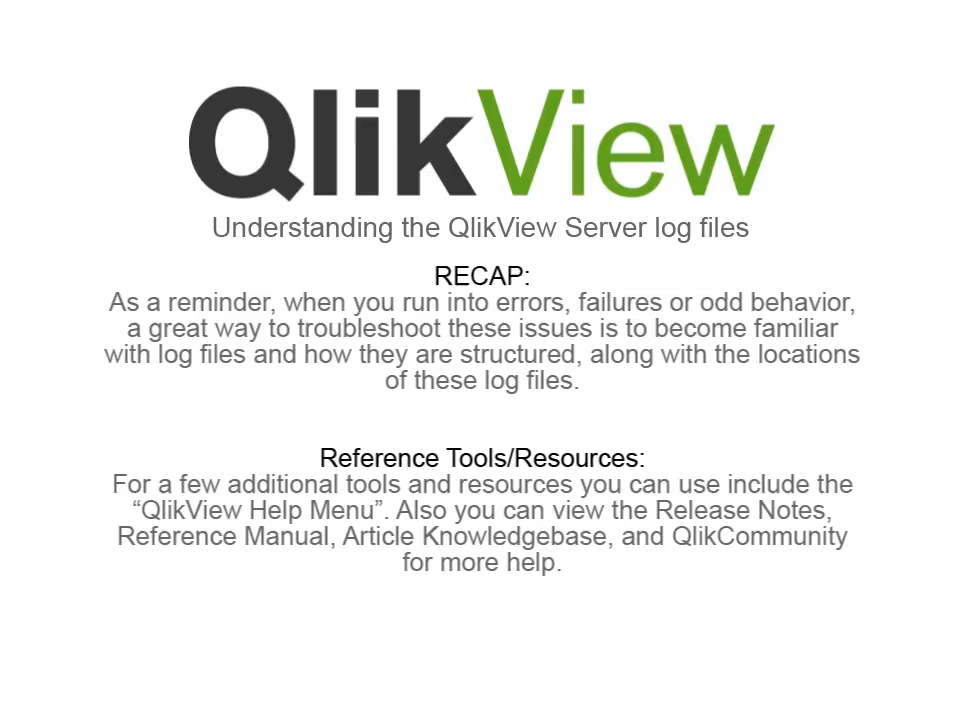 QlikView
Understanding the QlikView Server log files
RECAP:
As a reminder, when you run into errors, failures or odd behavior,
a great way to troubleshoot these issues is to become familiar
with log files and how they are structured, along with the locations
of these log files.
Reference Tools/Resources:
For a few additional tools and resources you can use include the
“QlikView Help Menu”. Also you can view the Release Notes,
Reference Manual, Article Knowledgebase, and QlikCommunity
for more help.